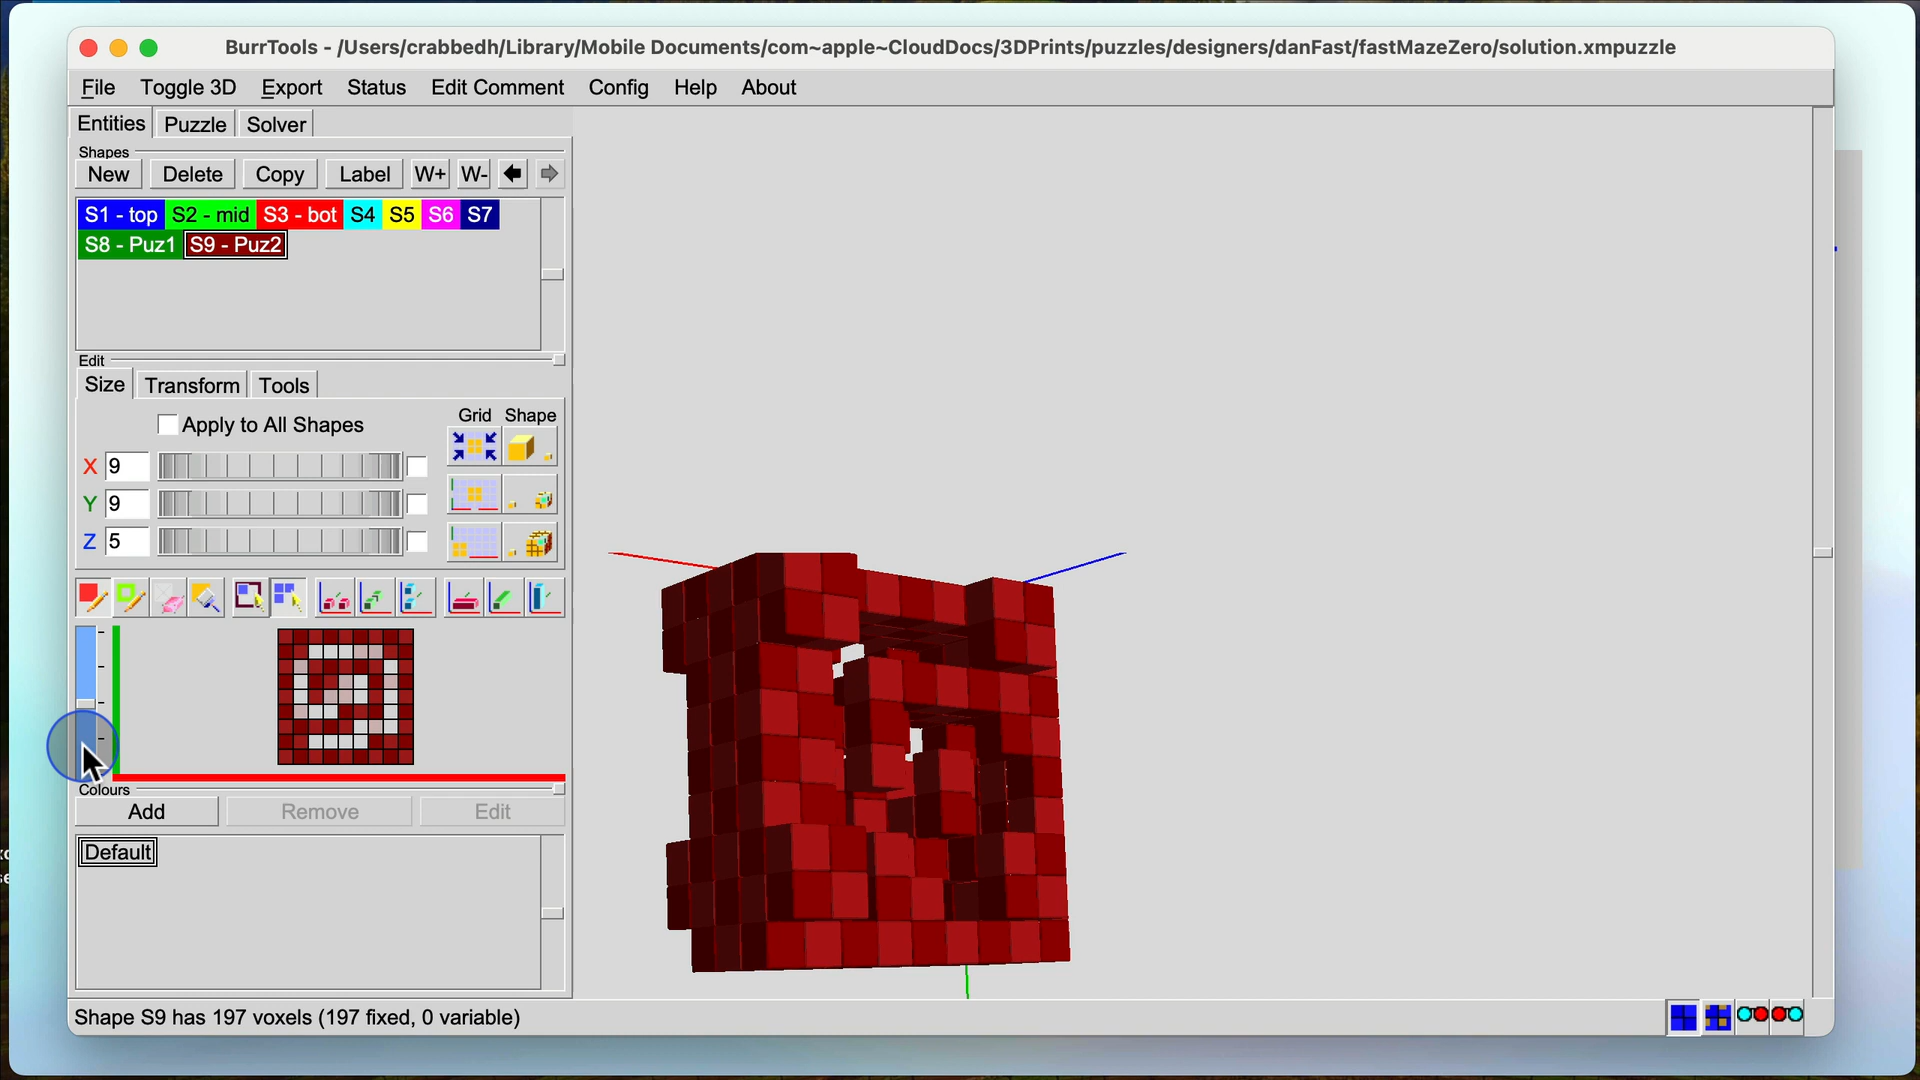 BurrTools - /Users/crabbedh/Library/Mobile Documents/com~apple~CloudDocs/3DPrints/puzzles/designers/danFast/fastMazeZero/solution.xmpuzzle
File Toggle 3D Export Status Edit Comment Config Help About
Entities Puzzle Solver
Shapes
New Delete Copy Label W+ W-
S1 - top S2 - mid S3 - bot S4 S5 S6 S7
S8 - Puz1 S9 - Puz2
Edit
Size Transform Tools
Apply to All Shapes Grid Shape
X 9
Y 9
Z 5
Colours
Add Remove Edit
Default
Shape S9 has 197 voxels (197 fixed, 0 variable)